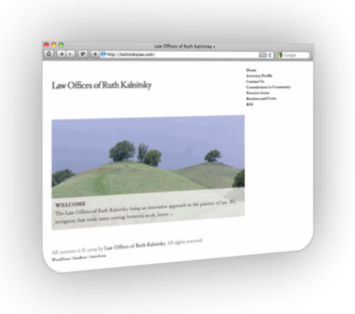 Law Offices of Ruth Kalnitsky
http://kalnitskylaw.com/
Google
Home
Attorney Profile
Contact Us
Commitment to Community
Practice Areas
Retainer and Costs
RSS
Law Offices of Ruth Kalnitsky
WELCOME
The Law Offices of Ruth Kalnitsky bring an innovative approach to the practice of law. We
recognize that most cases overlap between work, home
All content is © by Law Offices of Ruth Kalnitsky. All rights reserved.
WordPress